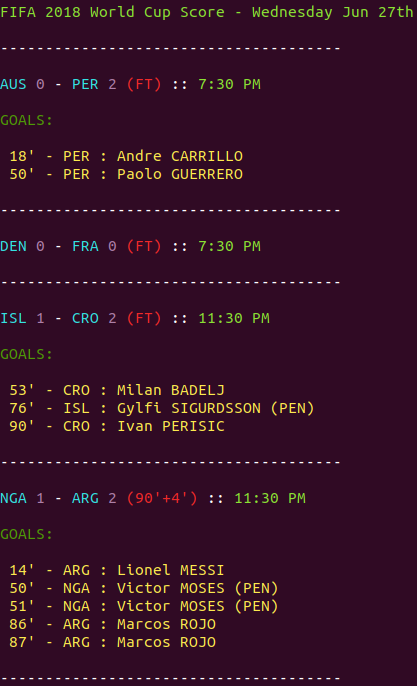 FIFA 2018 World Cup Score - Wednesday Jun 27th
--------------------------------------
AUS 0 - PER 2 (FT) :: 7:30 PM
GOALS:
18' - PER : Andre CARRILLO
50' - PER : Paolo GUERRERO
--------------------------------------
DEN 0 - FRA 0 (FT) :: 7:30 PM
--------------------------------------
ISL 1 - CRO 2 (FT) :: 11:30 PM
GOALS:
53' - CRO : Milan BADELJ
76' - ISL : Gylfi SIGURDSSON (PEN)
90' - CRO : Ivan PERISIC
--------------------------------------
NGA 1 - ARG 2 (90'+4') :: 11:30 PM
GOALS:
14' - ARG : Lionel MESSI
50' - NGA : Victor MOSES (PEN)
51' - NGA : Victor MOSES (PEN)
86' - ARG : Marcos ROJO
87' - ARG : Marcos ROJO
--------------------------------------